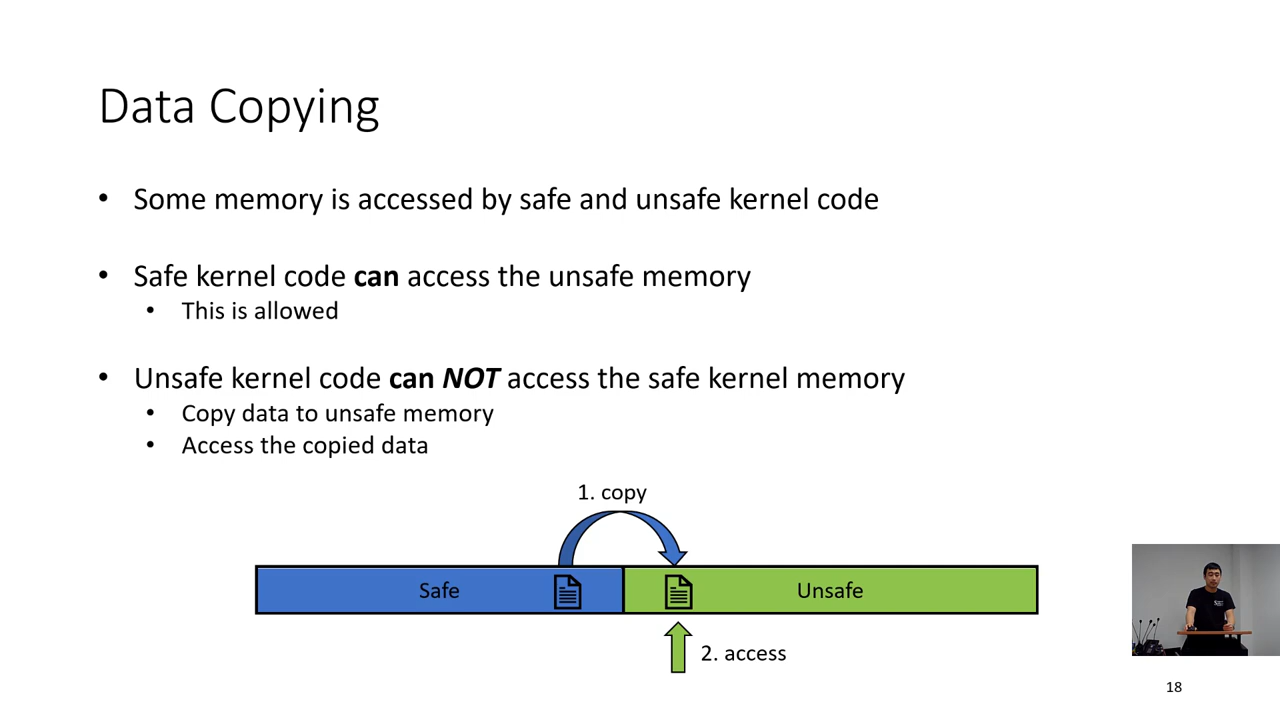 Data Copying
• Some memory is accessed by safe and unsafe kernel code
• Safe kernel code can access the unsafe memory
• This is allowed
• Unsafe kernel code can NOT access the safe kernel memory
• Copy data to unsafe memory
• Access the copied data
1. copy
Safe
Unsafe
2. access
18